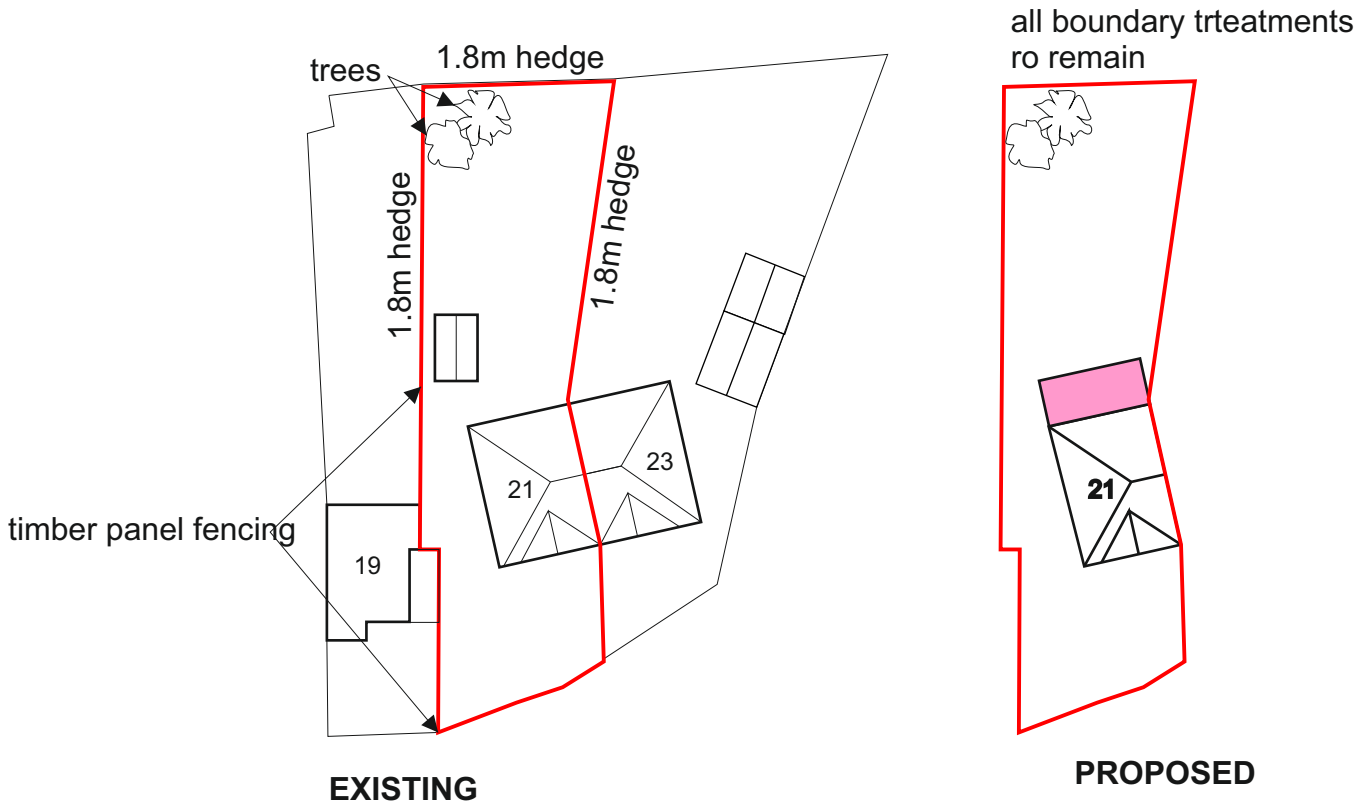 all boundary trteatments
ro remain
1.8m hedge
trees
1.8m hedge
1.8m hedge
21
23
21
timber panel fencing
19
EXISTING
PROPOSED